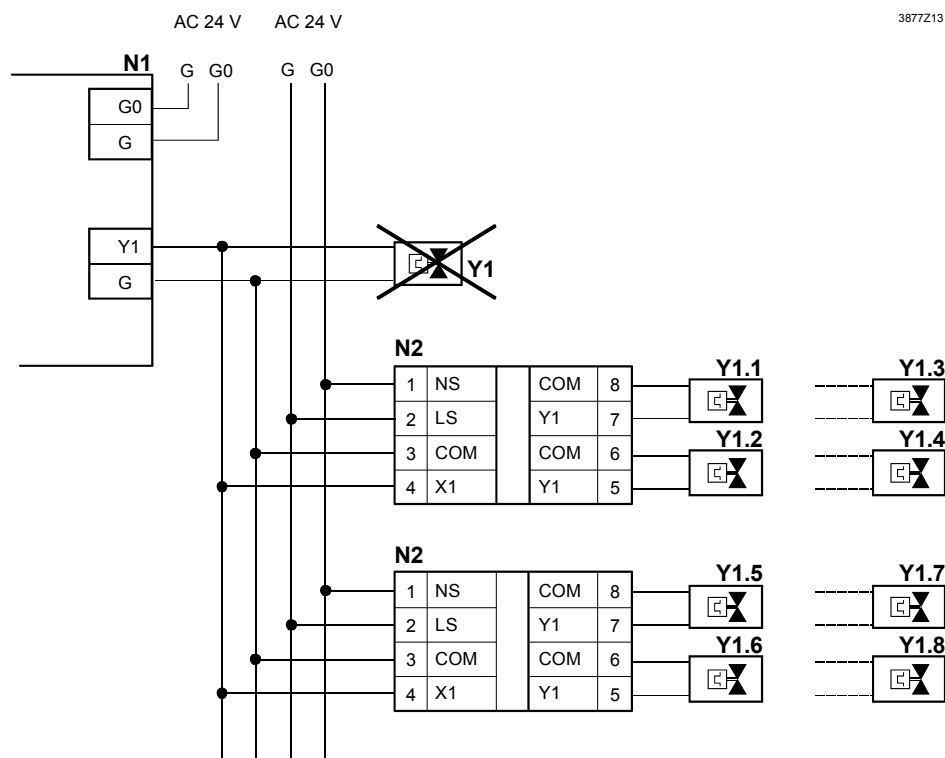 AC 24 V AC 24 V 3877Z13
N1 G G0 G G0
G0
G
Y1
G
Y1
N2
Y1.1 Y1.3
1 NS COM 8
2 LS Y1 7
Y1.2 Y1.4
3 COM COM 6
4 X1 Y1 5
N2
Y1.5 Y1.7
1 NS COM 8
2 LS Y1 7
Y1.6 Y1.8
3 COM COM 6
4 X1 Y1 5